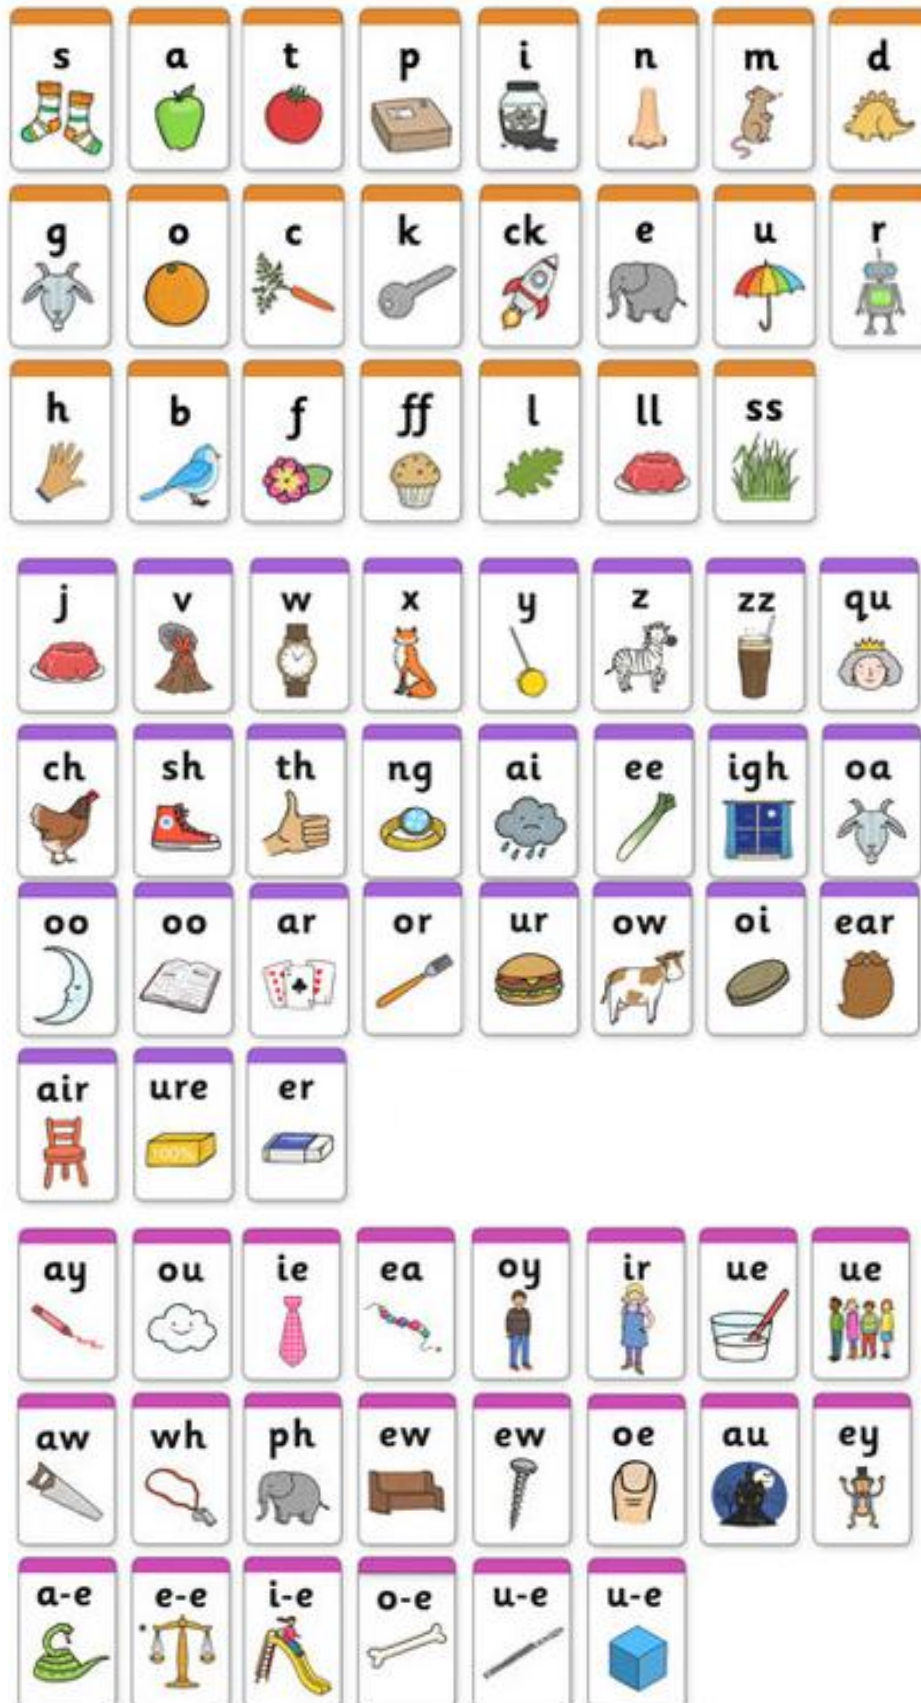 s a t p i n m d
g o c k ck e u r
h b f ff l ll ss
j v w x y z zz qu
ch sh th ng ai ee igh oa
oo oo ar or ur ow oi ear
air ure er
100%
ay ou ie ea oy ir ue ue
aw wh ph ew ew oe au ey
a-e e-e i-e o-e u-e u-e